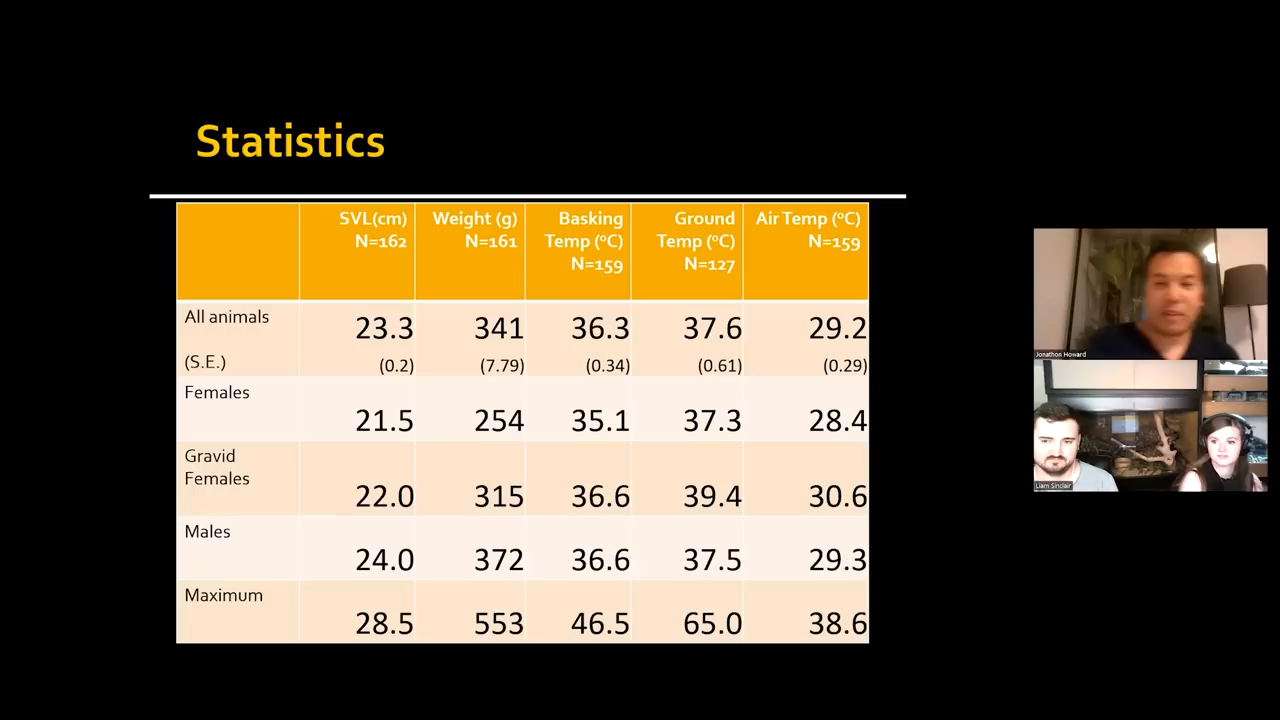 Statistics
SVL(cm) N=162
Weight (g) N=161
Basking Temp (ºC) N=159
Ground Temp (ºC) N=127
Air Temp (ºC) N=159
All animals 23.3 341 36.3 37.6 29.2
(S.E.) (0.2) (7.79) (0.34) (0.61) (0.29)
Females 21.5 254 35.1 37.3 28.4
Gravid Females 22.0 315 36.6 39.4 30.6
Males 24.0 372 36.6 37.5 29.3
Maximum 28.5 553 46.5 65.0 38.6
Jonathon Howard
Liam Sinclair